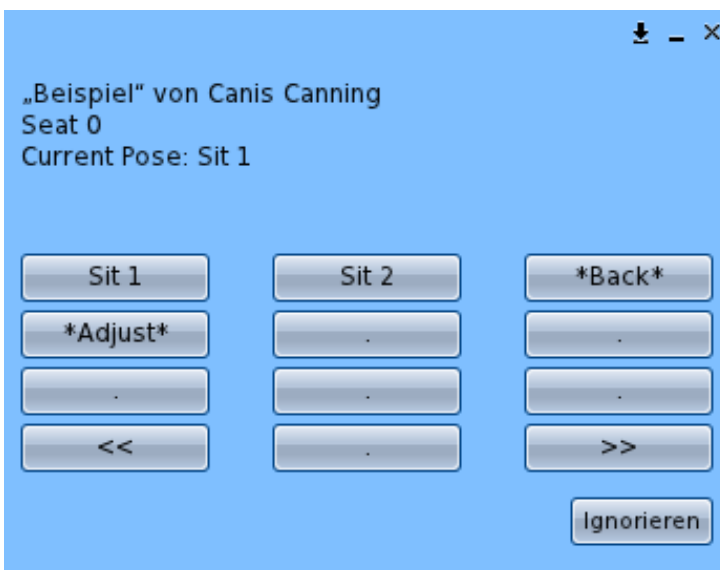 „Beispiel“ von Canis Canning
Seat 0
Current Pose: Sit 1
Sit 1 Sit 2 *Back*
*Adjust* . .
. . .
<< . >>
Ignorieren